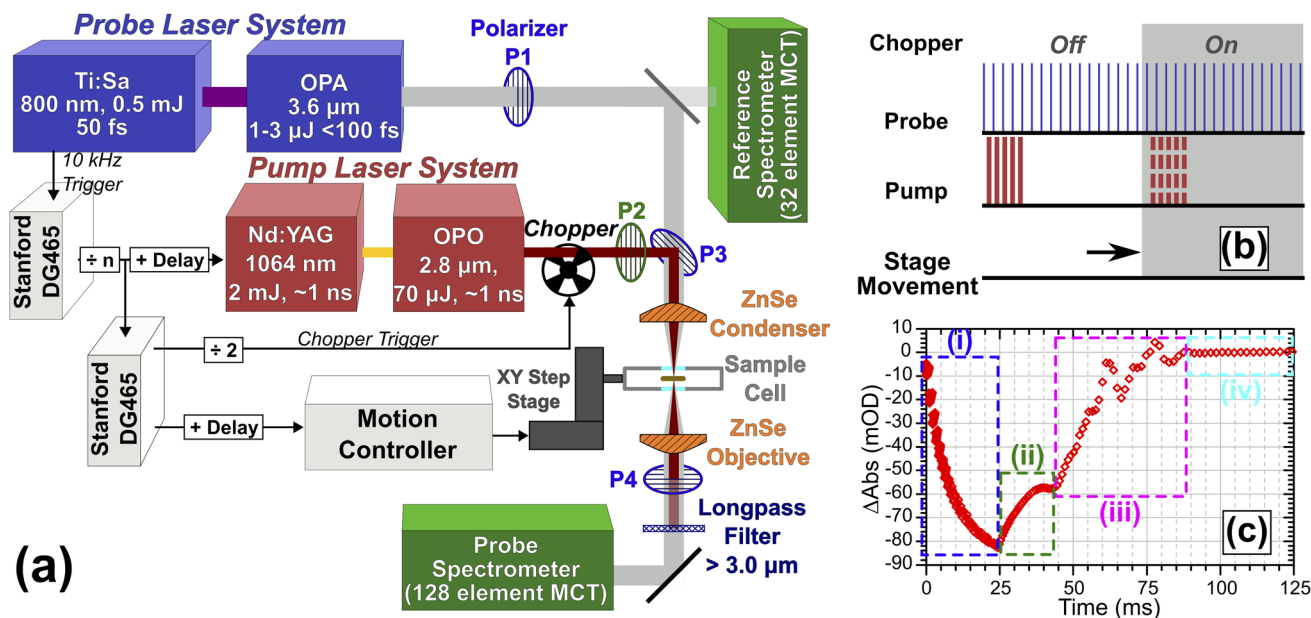 Probe Laser System
Ti:Sa
800 nm, 0.5 mJ
50 fs
OPA
3.6 µm
1-3 µJ <100 fs
Polarizer
P1
Reference
Spectrometer
(32 element MCT)
10 kHz
Trigger
Pump Laser System
Stanford
DG465
÷ n
+ Delay
Nd:YAG
1064 nm
2 mJ, ~1 ns
OPO
2.8 µm,
70 µJ, ~1 ns
Chopper
P2
P3
ZnSe
Condenser
Stanford
DG465
÷ 2
Chopper Trigger
XY Step
Stage
Sample
Cell
+ Delay
Motion
Controller
ZnSe
Objective
P4
Longpass
Filter
> 3.0 µm
Probe
Spectrometer
(128 element MCT)
(a)
Chopper
Off
On
Probe
Pump
Stage
Movement
(b)
10
0
-10
-20
-30
-40
-50
-60
-70
-80
-90
ΔAbs (mOD)
(i)
(ii)
(iii)
(iv)
(c)
0
25
50
75
100
125
Time (ms)